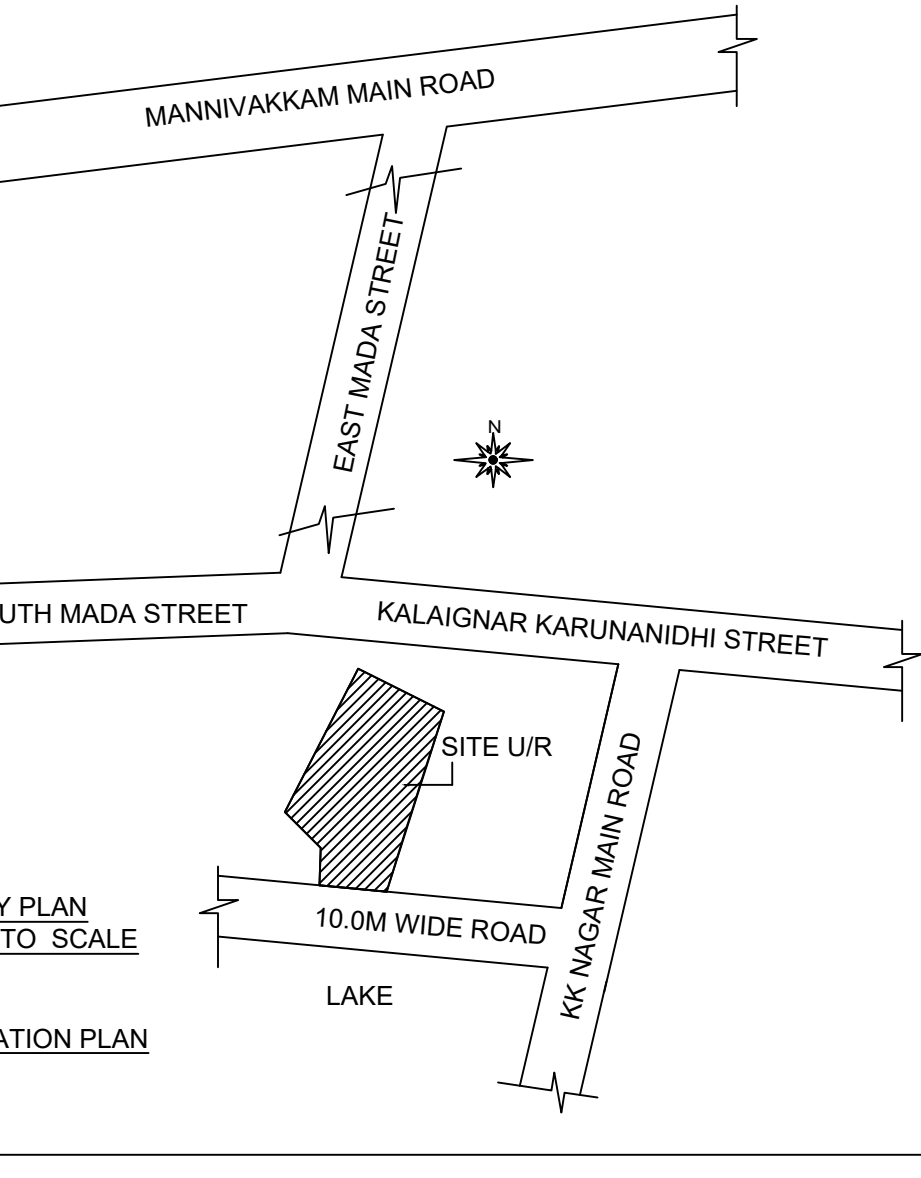 MANNIVAKKAM MAIN ROAD
EAST MADA STREET
N
UTH MADA STREET
KALAIGNAR KARUNANIDHI STREET
SITE U/R
KK NAGAR MAIN ROAD
Y PLAN
TO SCALE
10.0M WIDE ROAD
LAKE
ATION PLAN